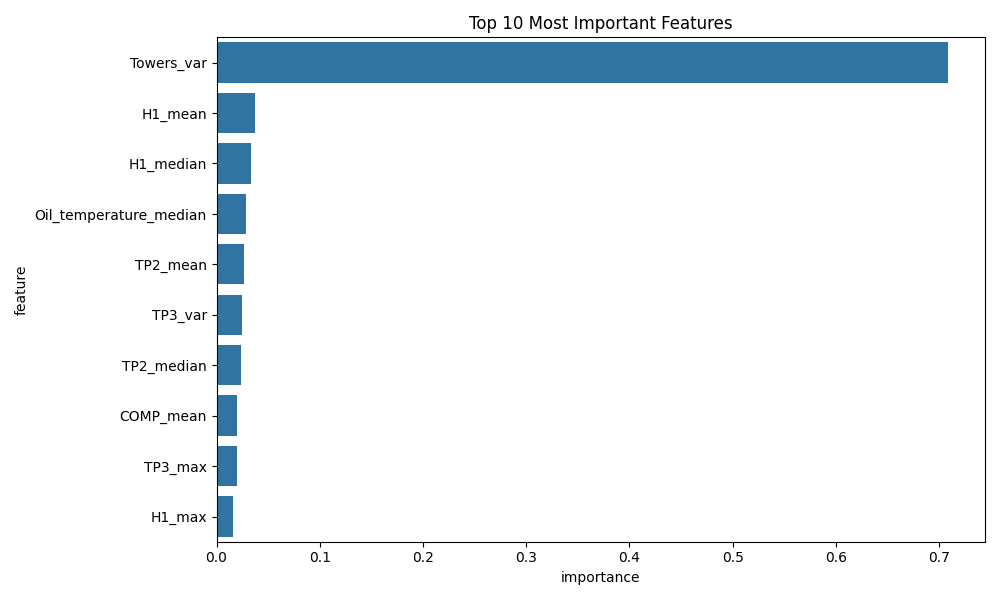 Top 10 Most Important Features
Towers_var
H1_mean
H1_median
Oil_temperature_median
TP2_mean
TP3_var
TP2_median
COMP_mean
TP3_max
H1_max
feature
0.0 0.1 0.2 0.3 0.4 0.5 0.6 0.7
importance